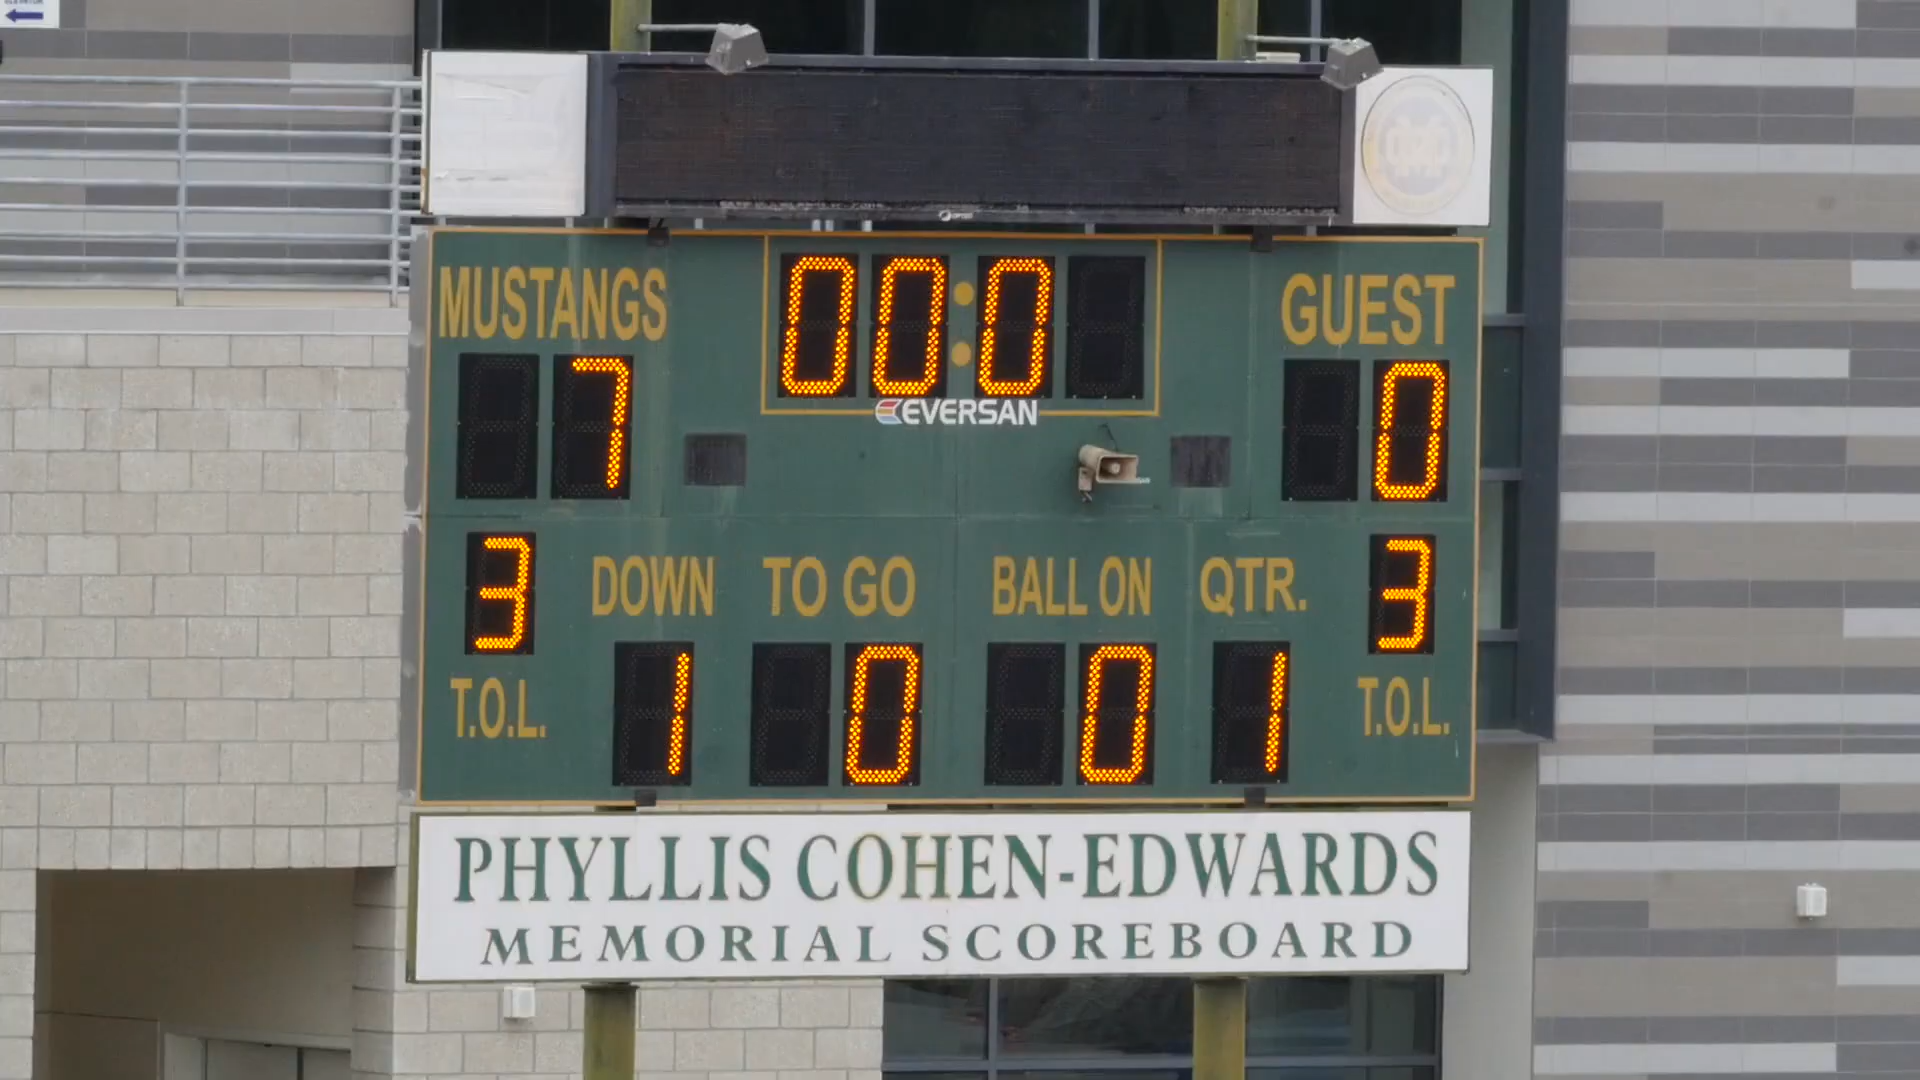 MUSTANGS 00:0 GUEST
EVERSAN
7 0
3 DOWN TO GO BALL ON QTR. 3
T.O.L. 1 0 0 1 T.O.L.
PHYLLIS COHEN-EDWARDS
MEMORIAL SCOREBOARD